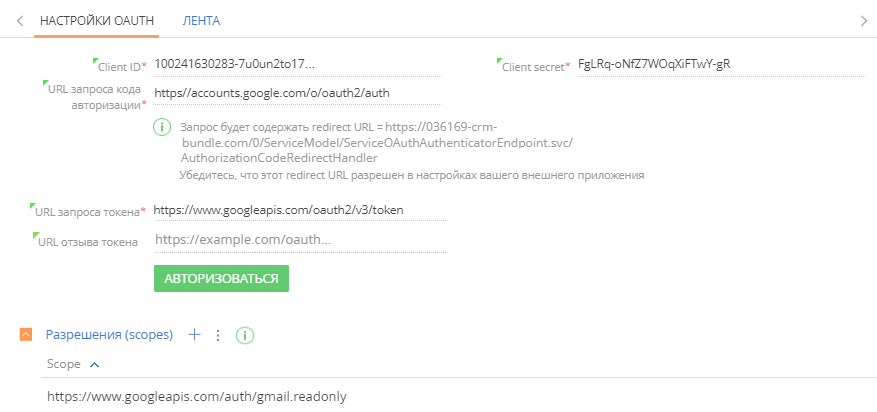 НАСТРОЙКИ OAUTH ЛЕНТА
Client ID* 100241630283-7u0un2to17... Client secret* FgLRq-oNfZ7WOqXiFTwY-gR
URL запроса кода
авторизации* https//accounts.google.com/o/oauth2/auth
Запрос будет содержать redirect URL = https://036169-crm-
bundle.com/0/ServiceModel/ServiceOAuthAuthenticatorEndpoint.svc/
AuthorizationCodeRedirectHandler
Убедитесь, что этот redirect URL разрешен в настройках вашего внешнего приложения
URL запроса токена* https://www.googleapis.com/oauth2/v3/token
URL отзыва токена https://example.com/oauth...
АВТОРИЗОВАТЬСЯ
Разрешения (scopes)
Scope
https://www.googleapis.com/auth/gmail.readonly